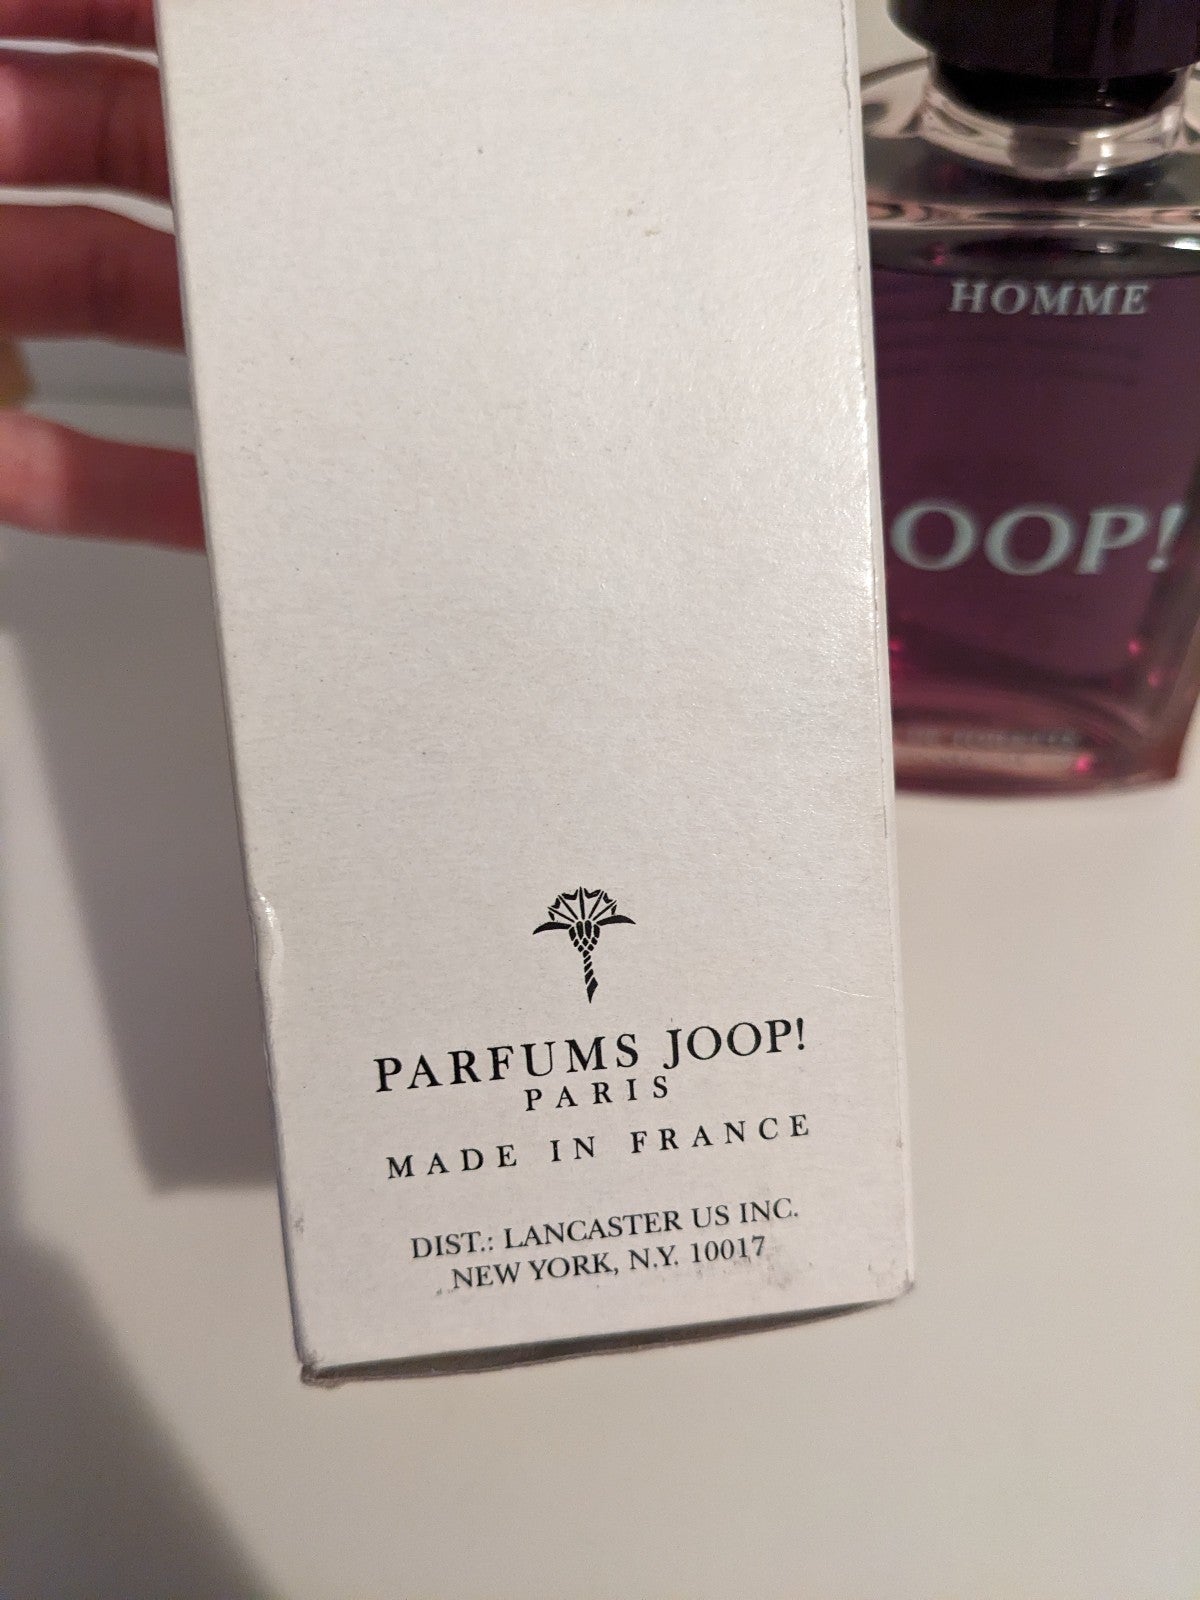 HOMME
OOP!
PARFUMS JOOP!
PARIS
MADE IN FRANCE
DIST.: LANCASTER US INC.
NEW YORK, N.Y. 10017